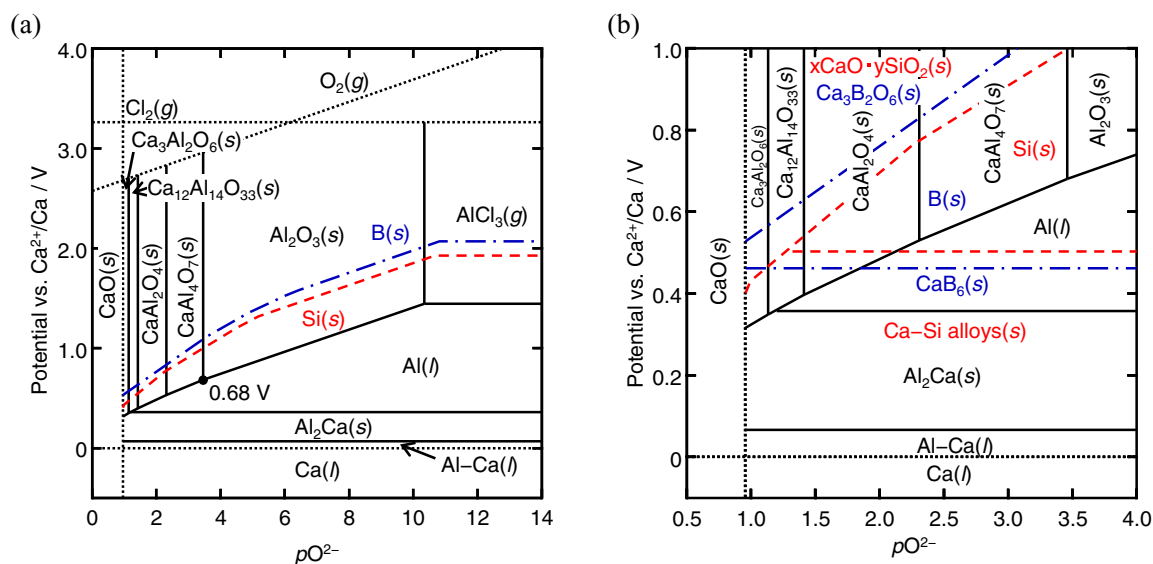 (a)
4.0
3.0
2.0
1.0
0
Potential vs. Ca²⁺/Ca / V
O₂(g)
Cl₂(g)
Ca₃Al₂O₆(s)
Ca₁₂Al₁₄O₃₃(s)
CaO(s)
CaAl₂O₄(s)
CaAl₄O₇(s)
Al₂O₃(s)
B(s)
AlCl₃(g)
Si(s)
Al(l)
0.68 V
Al₂Ca(s)
Al−Ca(l)
Ca(l)
0 2 4 6 8 10 12 14
pO²⁻
(b)
1.0
0.8
0.6
0.4
0.2
0
Potential vs. Ca²⁺/Ca / V
xCaO·ySiO₂(s)
Ca₃B₂O₆(s)
CaO(s)
Ca₃Al₂O₆(s)
Ca₁₂Al₁₄O₃₃(s)
CaAl₂O₄(s)
CaAl₄O₇(s)
Al₂O₃(s)
Si(s)
B(s)
Al(l)
CaB₆(s)
Ca−Si alloys(s)
Al₂Ca(s)
Al−Ca(l)
Ca(l)
0.5 1.0 1.5 2.0 2.5 3.0 3.5 4.0
pO²⁻